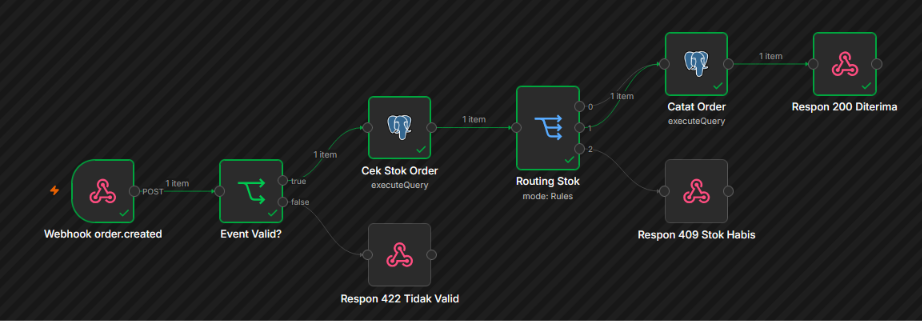 1 item
Catat Order
executeQuery
Respon 200 Diterima
0
1 item
1
2
1 item
Routing Stok
mode: Rules
Cek Stok Order
executeQuery
1 item
POST
1 item
true
false
Webhook order.created
Event Valid?
Respon 409 Stok Habis
Respon 422 Tidak Valid